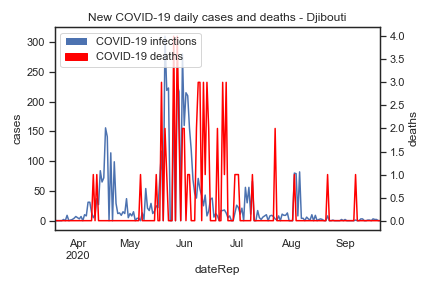 New COVID-19 daily cases and deaths - Djibouti
COVID-19 infections
COVID-19 deaths
cases
300
250
200
150
100
50
0
deaths
4.0
3.5
3.0
2.5
2.0
1.5
1.0
0.5
0.0
Apr May Jun Jul Aug Sep
2020
dateRep